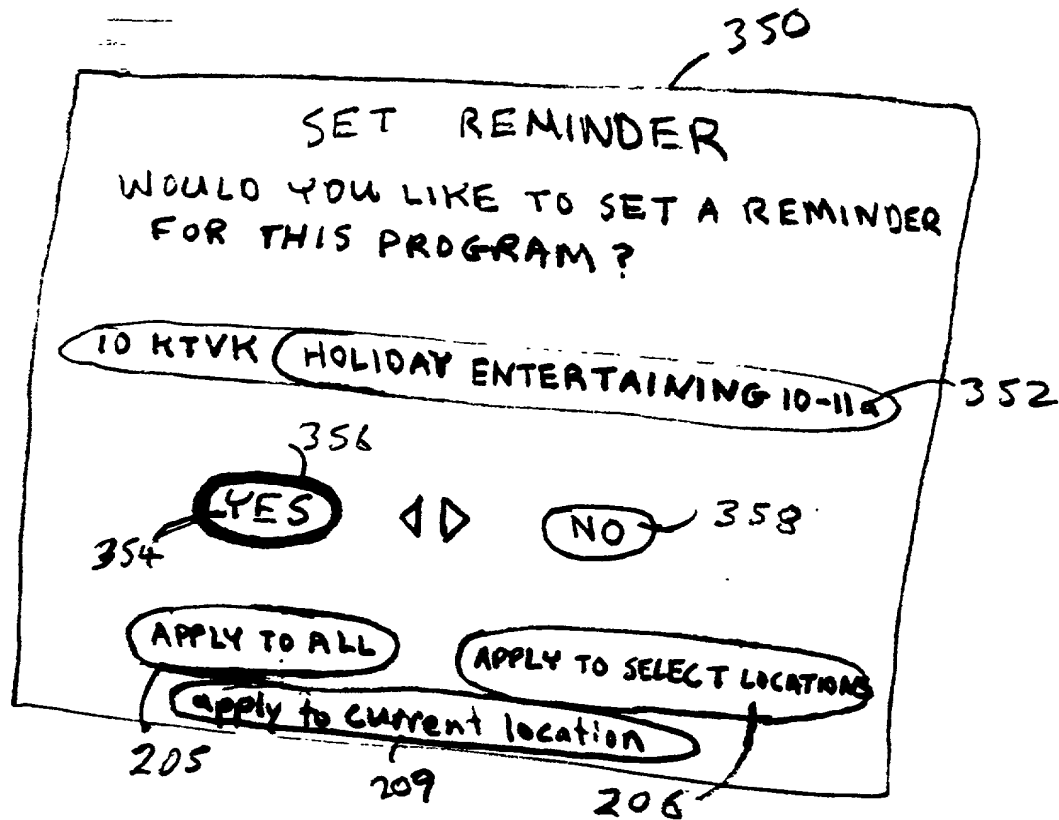 350
SET REMINDER
WOULD YOU LIKE TO SET A REMINDER
FOR THIS PROGRAM?
10 KTVK HOLIDAY ENTERTAINING 10-11a
352
356
YES
NO
358
354
APPLY TO ALL
APPLY TO SELECT LOCATIONS
apply to current location
205
209
206